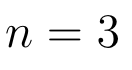 n = 3